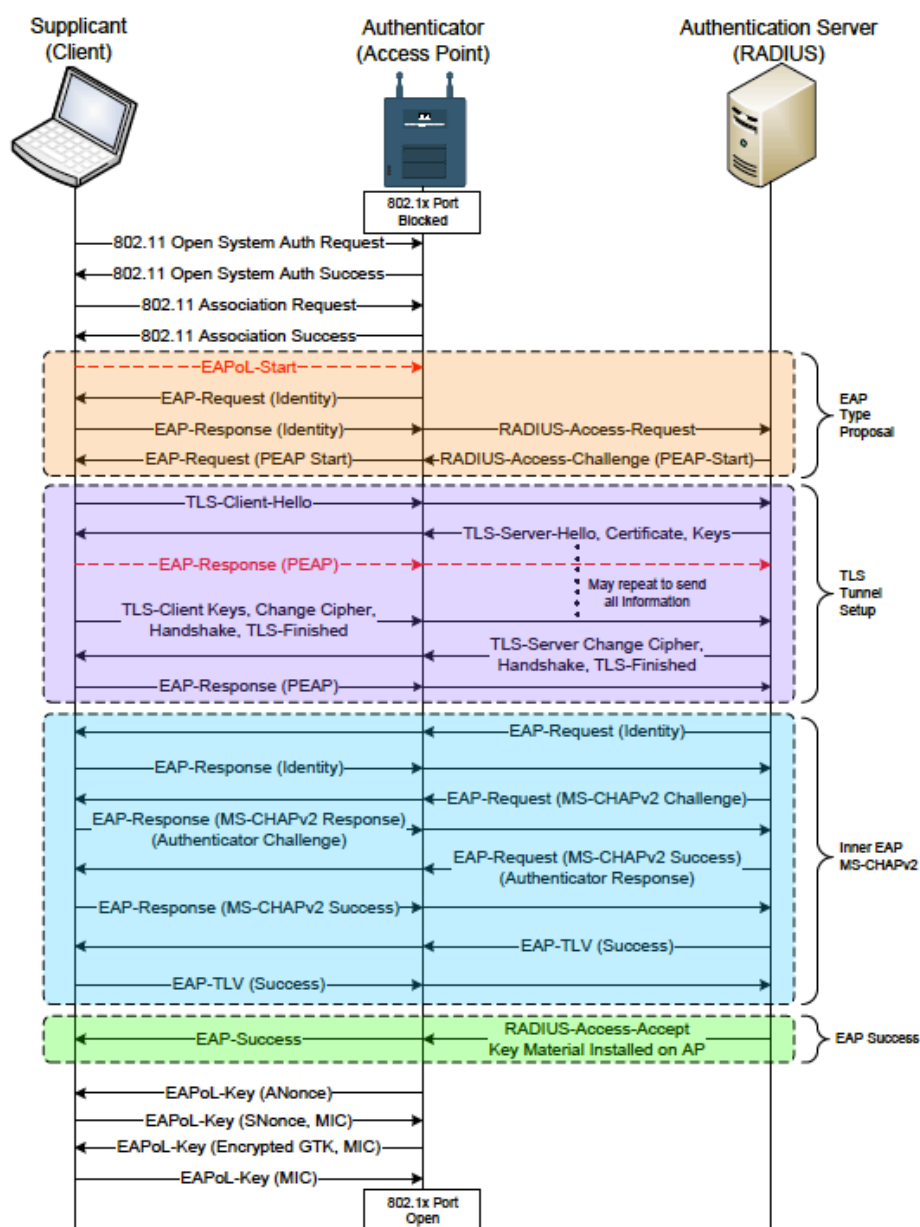 Supplicant
(Client)
Authenticator
(Access Point)
Authentication Server
(RADIUS)
802.1x Port
Blocked
802.11 Open System Auth Request
802.11 Open System Auth Success
802.11 Association Request
802.11 Association Success
EAPoL-Start
EAP-Request (Identity)
EAP-Response (Identity)
RADIUS-Access-Request
EAP-Request (PEAP Start)
RADIUS-Access-Challenge (PEAP-Start)
EAP
Type
Proposal
TLS-Client-Hello
TLS-Server-Hello, Certificate, Keys
EAP-Response (PEAP)
May repeat to send
all Information
TLS-Client Keys, Change Cipher,
Handshake, TLS-Finished
TLS-Server Change Cipher,
Handshake, TLS-Finished
EAP-Response (PEAP)
TLS
Tunnel
Setup
EAP-Request (Identity)
EAP-Response (Identity)
EAP-Request (MS-CHAPv2 Challenge)
EAP-Response (MS-CHAPv2 Response)
(Authenticator Challenge)
EAP-Request (MS-CHAPv2 Success)
(Authenticator Response)
EAP-Response (MS-CHAPv2 Success)
EAP-TLV (Success)
EAP-TLV (Success)
Inner EAP
MS-CHAPv2
EAP-Success
RADIUS-Access-Accept
Key Material Installed on AP
EAP Success
EAPoL-Key (ANonce)
EAPoL-Key (SNonce, MIC)
EAPoL-Key (Encrypted GTK, MIC)
EAPoL-Key (MIC)
802.1x Port
Open